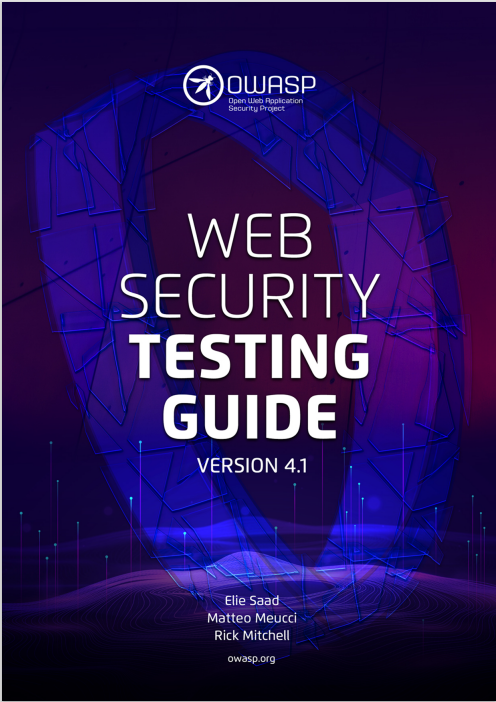 OWASP
Open Web Application
Security Project
WEB
SECURITY
TESTING
GUIDE
VERSION 4.1
Elie Saad
Matteo Meucci
Rick Mitchell
owasp.org